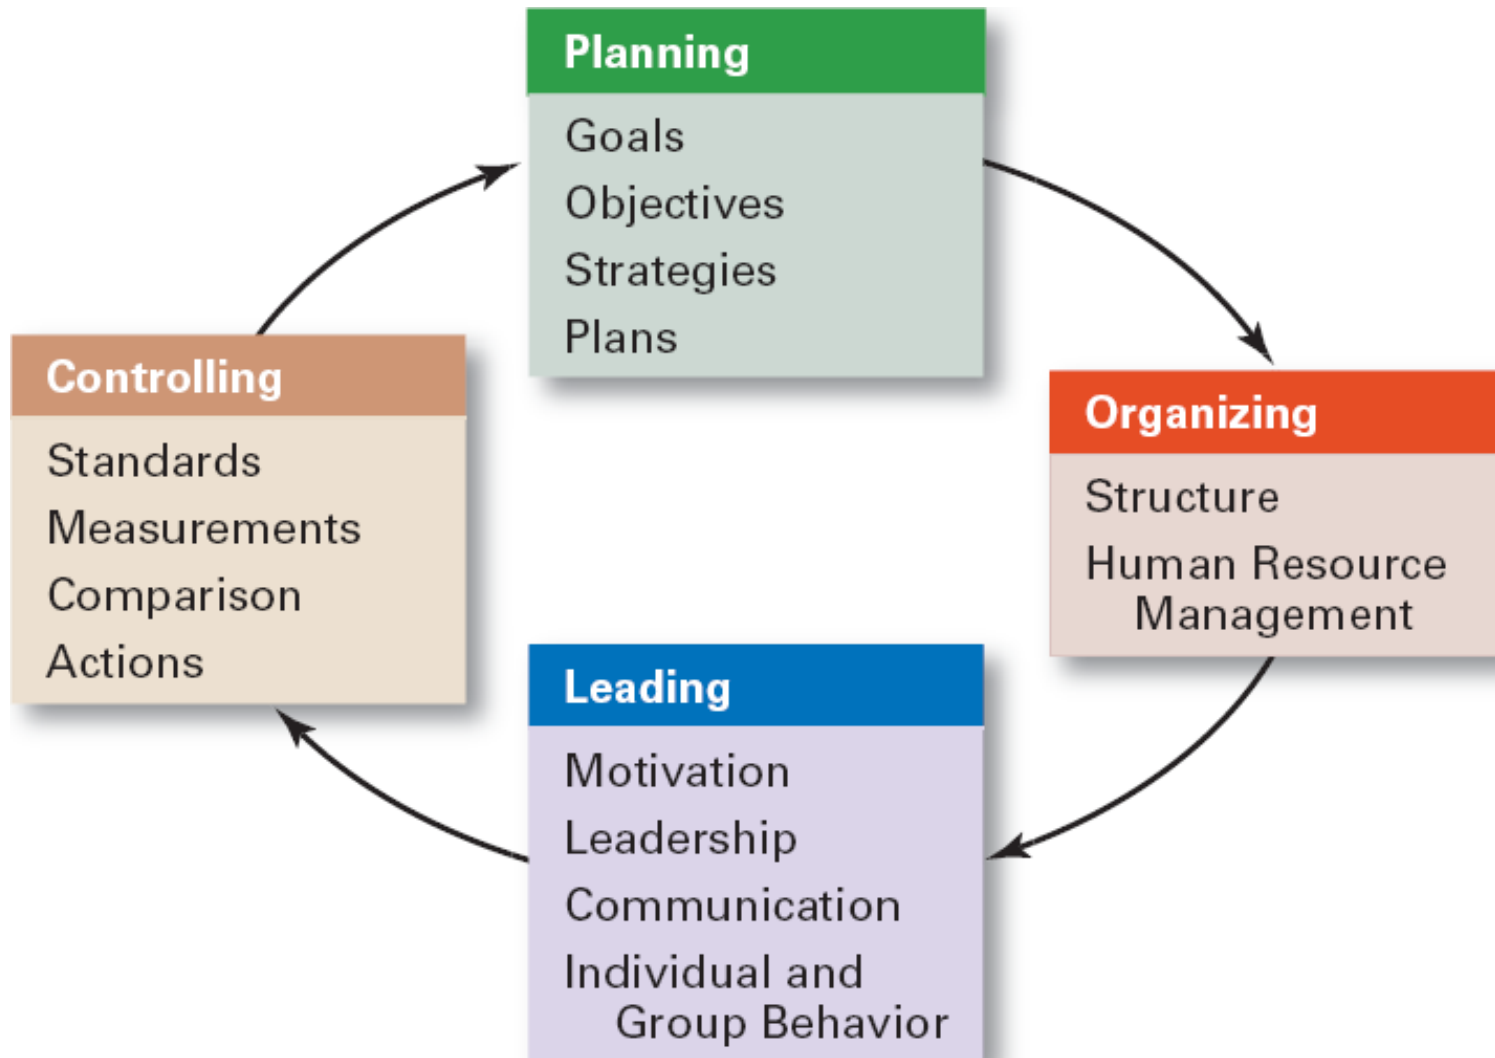 Planning
Goals
Objectives
Strategies
Plans
Organizing
Structure
Human Resource
Management
Leading
Motivation
Leadership
Communication
Individual and
Group Behavior
Controlling
Standards
Measurements
Comparison
Actions